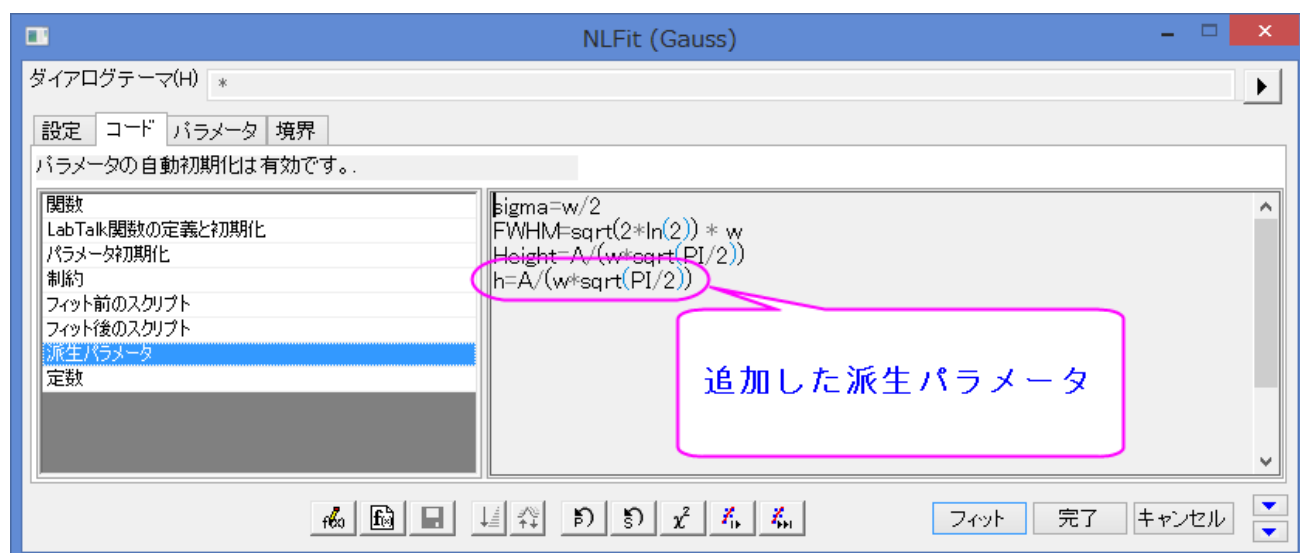 NLFit (Gauss)
ダイアログテーマ(H) *
設定 コード パラメータ 境界
パラメータの自動初期化は有効です。.
関数
LabTalk関数の定義と初期化
パラメータ初期化
制約
フィット前のスクリプト
フィット後のスクリプト
派生パラメータ
定数
sigma=w/2
FWHM=sqrt(2*ln(2)) * w
Height=A/(w*sqrt(PI/2))
h=A/(w*sqrt(PI/2))
追加した派生パラメータ
フィット 完了 キャンセル